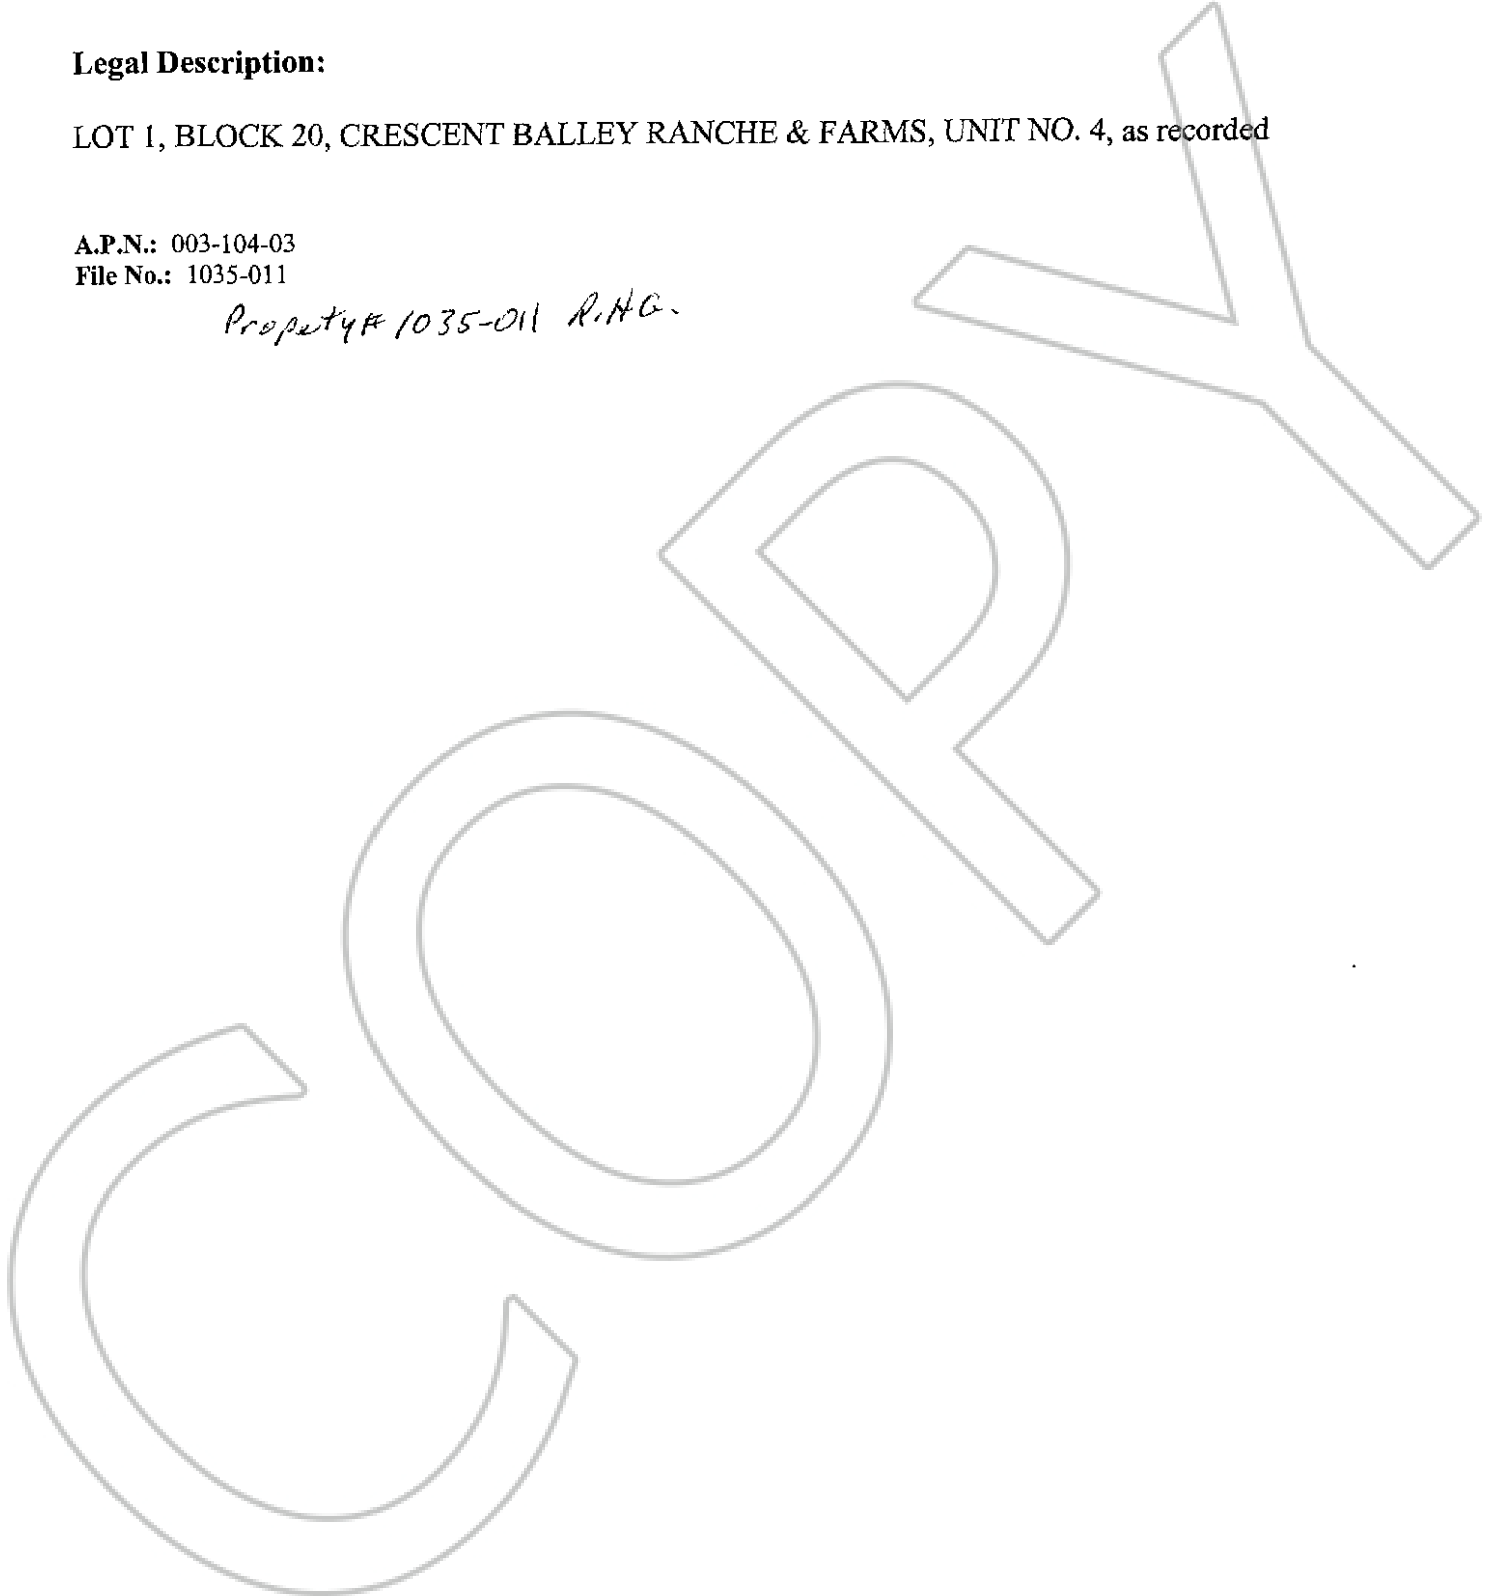 Legal Description:
LOT 1, BLOCK 20, CRESCENT BALLEY RANCHE & FARMS, UNIT NO. 4, as recorded
A.P.N.: 003-104-03
File No.: 1035-011
Propety# 1035-011 R.H.G.
COPY